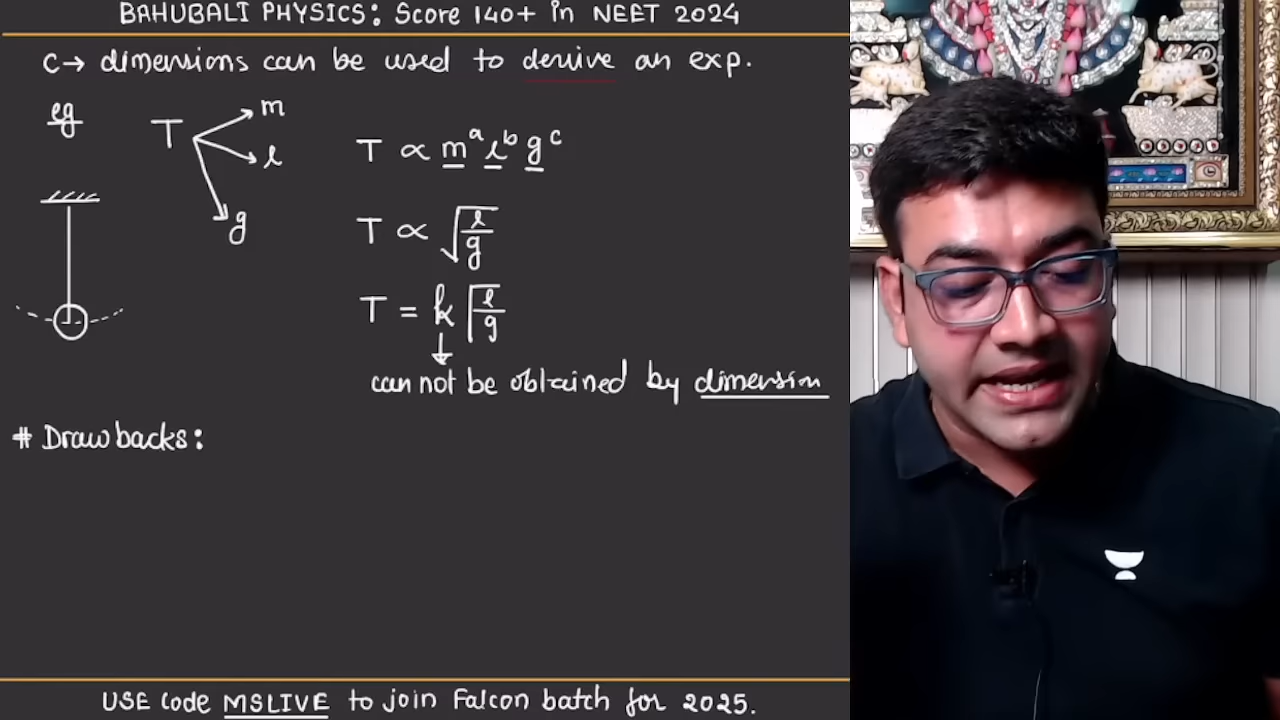 BAHUBALI PHYSICS: Score 140+ in NEET 2024
C→ dimensions can be used to derive an exp.
eg
T
m
l
g
T ∝ m^a l^b g^c
T ∝ √(l/g)
T = k √(l/g)
can not be obtained by dimension
# Drawbacks:
USE Code MSLIVE to join Falcon batch for 2025.